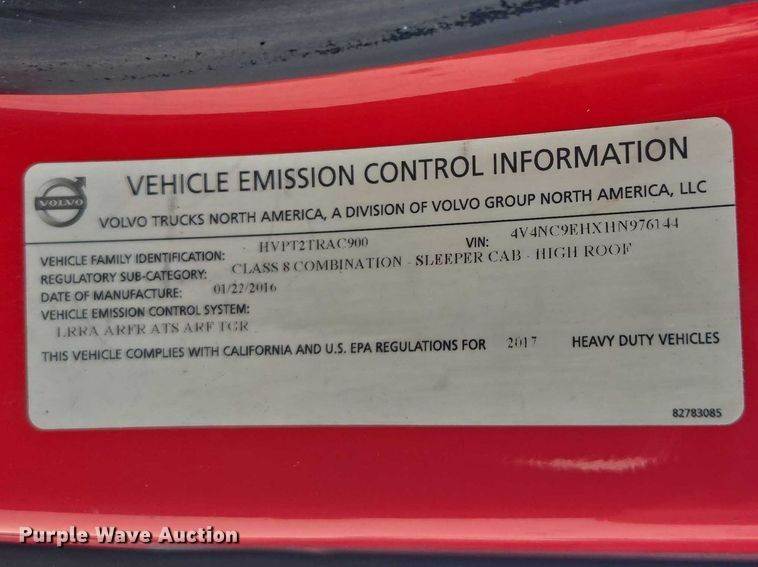 VEHICLE EMISSION CONTROL INFORMATION
VOLVO
VOLVO TRUCKS NORTH AMERICA, A DIVISION OF VOLVO GROUP NORTH AMERICA, LLC
VEHICLE FAMILY IDENTIFICATION: HVPT2TRAC900 VIN: 4V4NC9EHXHN976144
REGULATORY SUB-CATEGORY: CLASS 8 COMBINATION - SLEEPER CAB - HIGH ROOF
DATE OF MANUFACTURE: 01/22/2016
VEHICLE EMISSION CONTROL SYSTEM:
LRRA ARFR ATS ARF TGR
THIS VEHICLE COMPLIES WITH CALIFORNIA AND U.S. EPA REGULATIONS FOR 2017 HEAVY DUTY VEHICLES
82783085
Purple Wave Auction